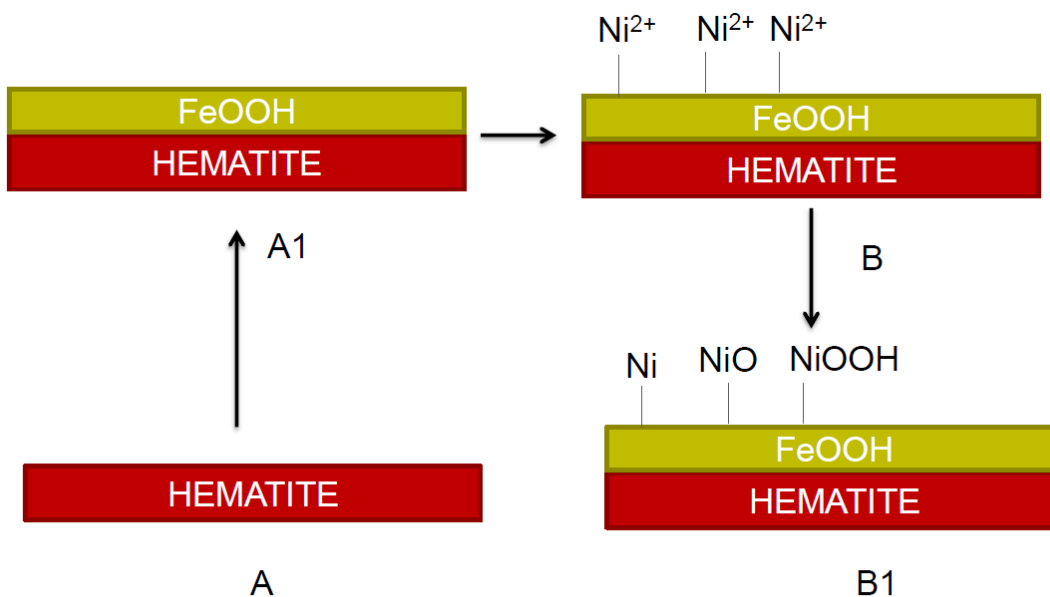 Ni²⁺ Ni²⁺ Ni²⁺
FeOOH
HEMATITE
FeOOH
HEMATITE
A1
B
Ni NiO NiOOH
FeOOH
HEMATITE
HEMATITE
A
B1